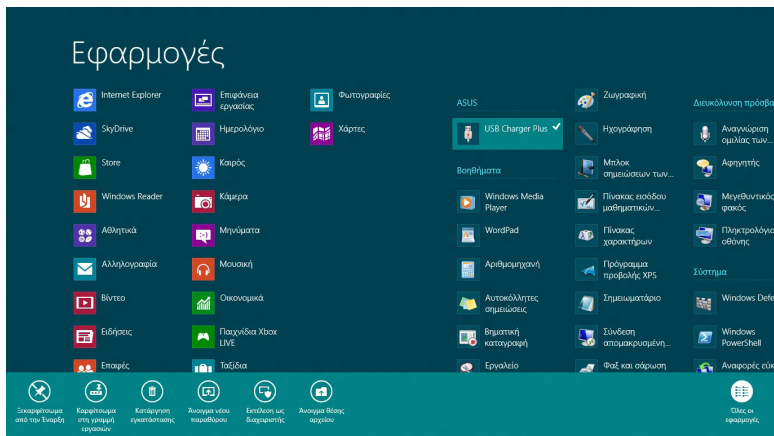 Εφαρμογές
Internet Explorer
SkyDrive
Store
Windows Reader
Αθλητικά
Αλληλογραφία
Βίντεο
Ειδήσεις
Επαφές
Επιφάνεια
εργασίας
Ημερολόγιο
Καιρός
Κάμερα
Μηνύματα
Μουσική
Οικονομικά
Παιχνίδια Xbox
LIVE
Ταξίδια
Φωτογραφίες
Χάρτες
ASUS
USB Charger Plus
Βοηθήματα
Windows Media
Player
WordPad
Αριθμομηχανή
Αυτοκόλλητες
σημειώσεις
Βηματική
καταγραφή
Εργαλείο
Ζωγραφική
Ηχογράφηση
Μπλοκ
σημειώσεων των...
Πίνακας εισόδου
μαθηματικών...
Πίνακας
χαρακτήρων
Πρόγραμμα
προβολής XPS
Σημειωματάριο
Σύνδεση
απομακρυσμένη...
Φαξ και σάρωση
Διευκόλυνση πρόσβα
Αναγνώριση
ομιλίας των...
Αφηγητής
Μεγεθυντικός
φακός
Πληκτρολόγιο
οθόνης
Σύστημα
Windows Defe
Windows
PowerShell
Αναφορές εύκ
Ξεκαρφίτσωμα
από την Έναρξη
Καρφίτσωμα
στη γραμμή
εργασιών
Κατάργηση
εγκατάστασης
Άνοιγμα νέου
παραθύρου
Εκτέλεση ως
διαχειριστής
Άνοιγμα θέσης
αρχείου
Όλες οι
εφαρμογές